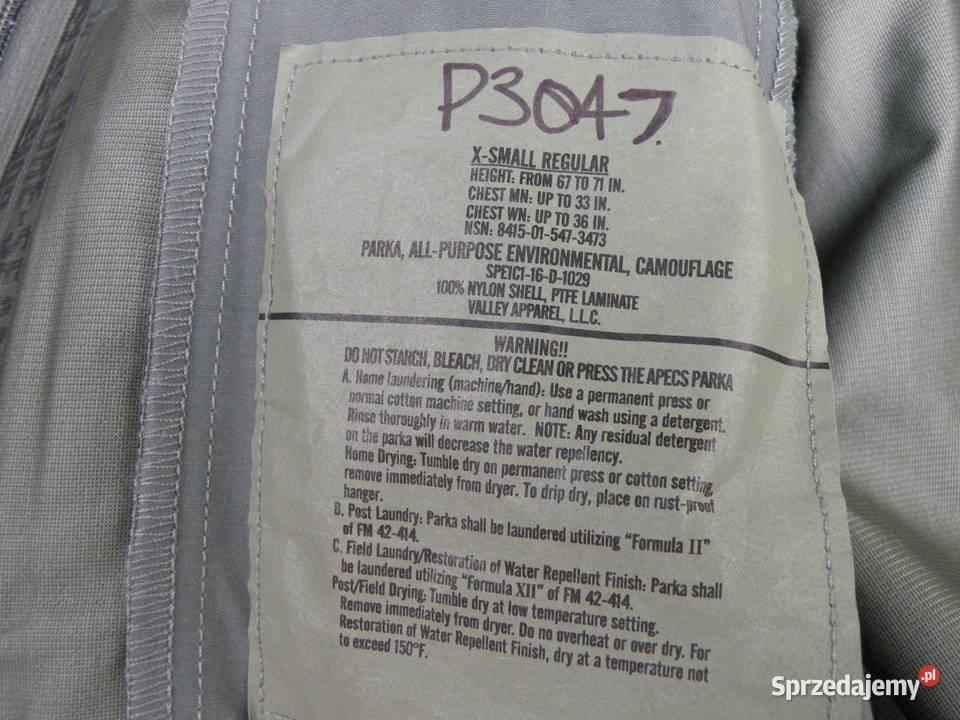 P3047.
X-SMALL REGULAR
HEIGHT: FROM 67 TO 71 IN.
CHEST MN: UP TO 33 IN.
CHEST WN: UP TO 36 IN.
NSN: 8415-01-547-3473
PARKA, ALL-PURPOSE ENVIRONMENTAL, CAMOUFLAGE
SPE1C1-16-D-1029
100% NYLON SHELL, PTFE LAMINATE
VALLEY APPAREL, L.L.C.
WARNING!!
DO NOT STARCH, BLEACH, DRY CLEAN OR PRESS THE APECS PARKA
A. Home laundering (machine/hand): Use a permanent press or
normal cotton machine setting, or hand wash using a detergent.
Rinse thoroughly in warm water. NOTE: Any residual detergent
on the parka will decrease the water repellency.
Home Drying: Tumble dry on permanent press or cotton setting,
remove immediately from dryer. To drip dry, place on rust-proof
hanger.
B. Post Laundry: Parka shall be laundered utilizing "Formula II"
of FM 42-414.
C. Field Laundry/Restoration of Water Repellent Finish: Parka shall
be laundered utilizing "Formula XII" of FM 42-414.
Post/Field Drying: Tumble dry at low temperature setting.
Remove immediately from dryer. Do no overheat or over dry. For
Restoration of Water Repellent Finish, dry at a temperature not
to exceed 150°F.
Sprzedajemy.pl